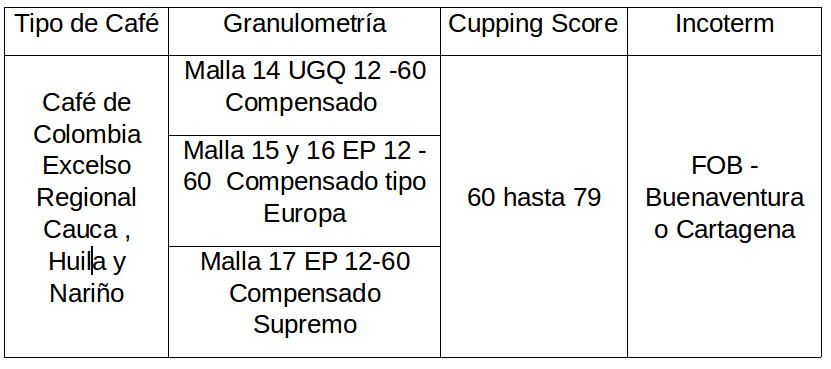 Tipo de Café
Granulometría
Cupping Score
Incoterm
Café de
Colombia
Excelso
Regional
Cauca ,
Huila y
Nariño
Malla 14 UGQ 12 -60
Compensado
Malla 15 y 16 EP 12 -
60 Compensado tipo
Europa
Malla 17 EP 12-60
Compensado
Supremo
60 hasta 79
FOB -
Buenaventura
o Cartagena